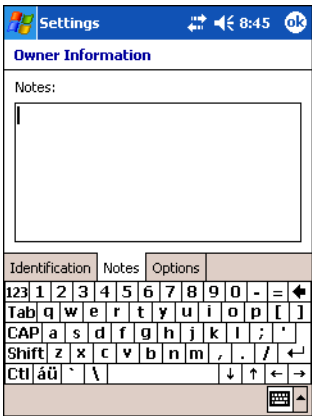 Settings 8:45 ok
Owner Information
Notes:
Identification Notes Options
123 1 2 3 4 5 6 7 8 9 0 - = 🡄
Tab q w e r t y u i o p [ ]
CAP a s d f g h j k l ; '
Shift z x c v b n m , . / ↵
Ctl áü ` \ ↓ ↑ ← →